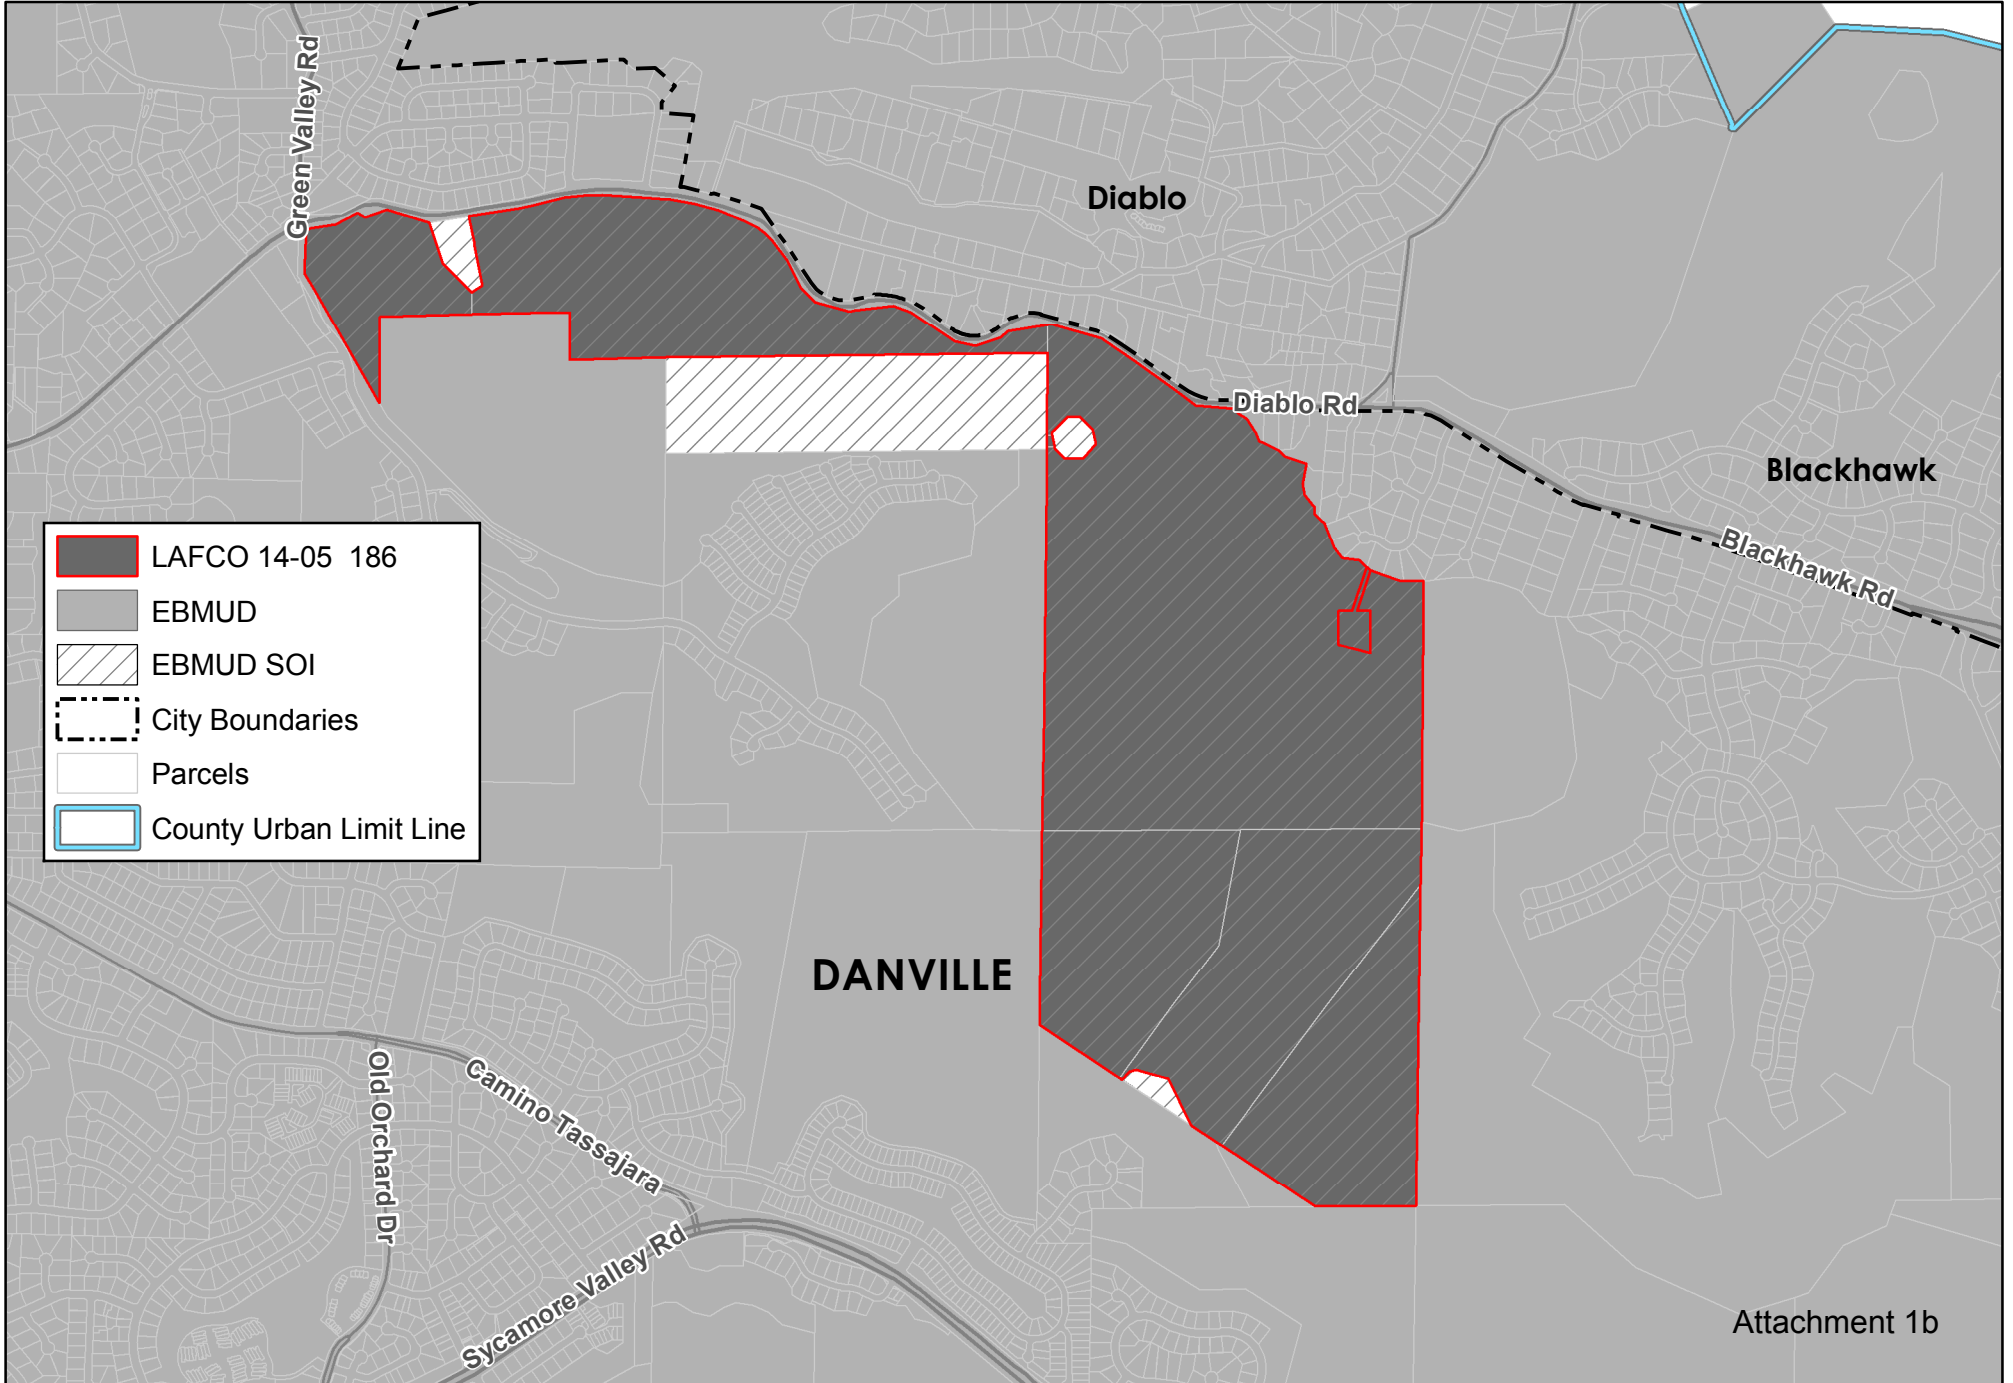 Green Valley Rd
Diablo
Diablo Rd
Blackhawk
Blackhawk Rd
LAFCO 14-05  186
EBMUD
EBMUD SOI
City Boundaries
Parcels
County Urban Limit Line
DANVILLE
Old Orchard Dr
Camino Tassajara
Sycamore Valley Rd
Attachment 1b